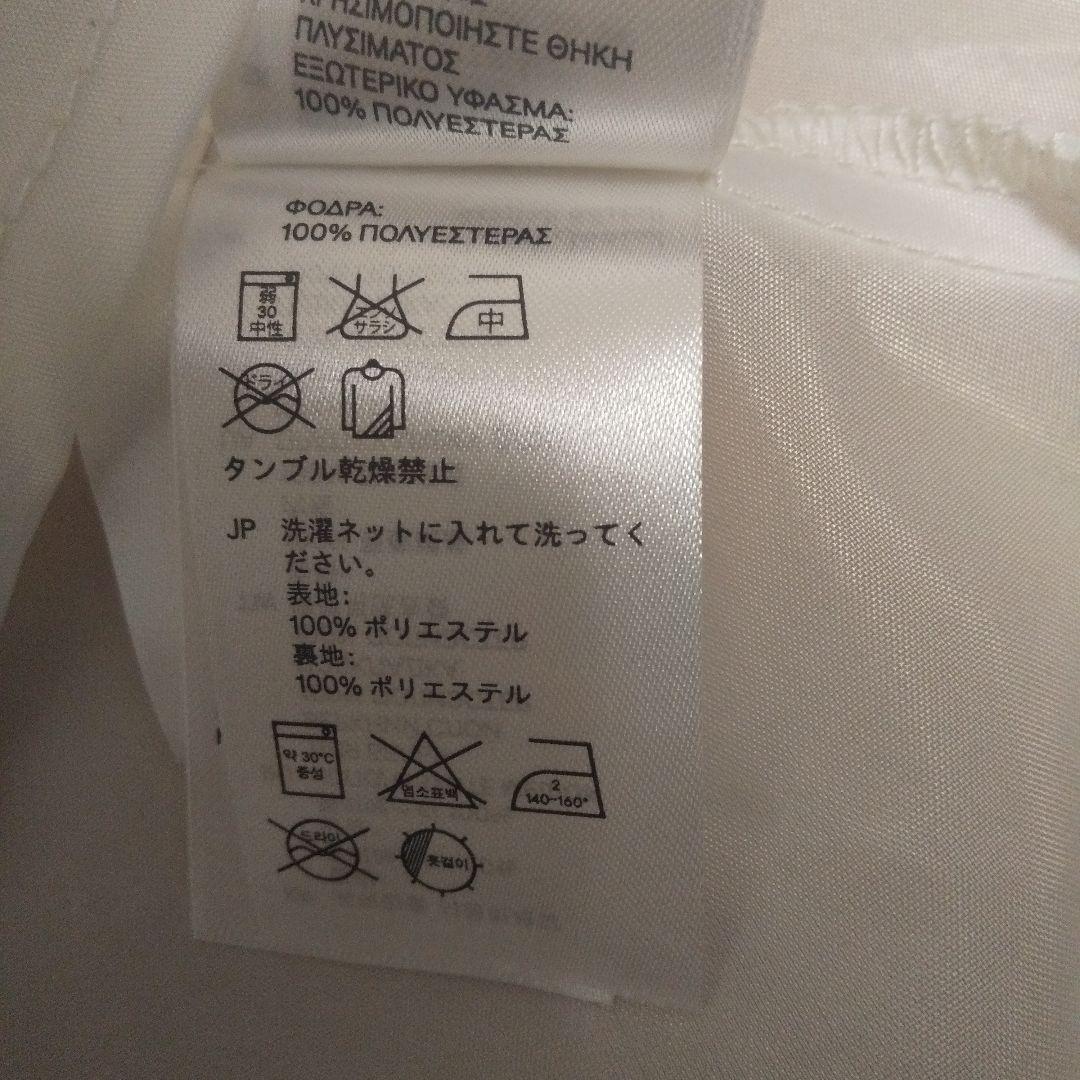 ΧΡΗΣΙΜΟΠΟΙΗΣΤΕ ΘΗΚΗ
ΠΛΥΣΙΜΑΤΟΣ
ΕΞΩΤΕΡΙΚΟ ΥΦΑΣΜΑ:
100% ΠΟΛΥΕΣΤΕΡΑΣ
ΦΟΔΡΑ:
100% ΠΟΛΥΕΣΤΕΡΑΣ
弱
30
中性
エンソ
サラシ
中
ドライ
タンブル乾燥禁止
JP 洗濯ネットに入れて洗ってく
ださい。
表地:
100% ポリエステル
裏地:
100% ポリエステル
약 30°C
중성
염소표백
2
140~160°
드라이
옷걸이